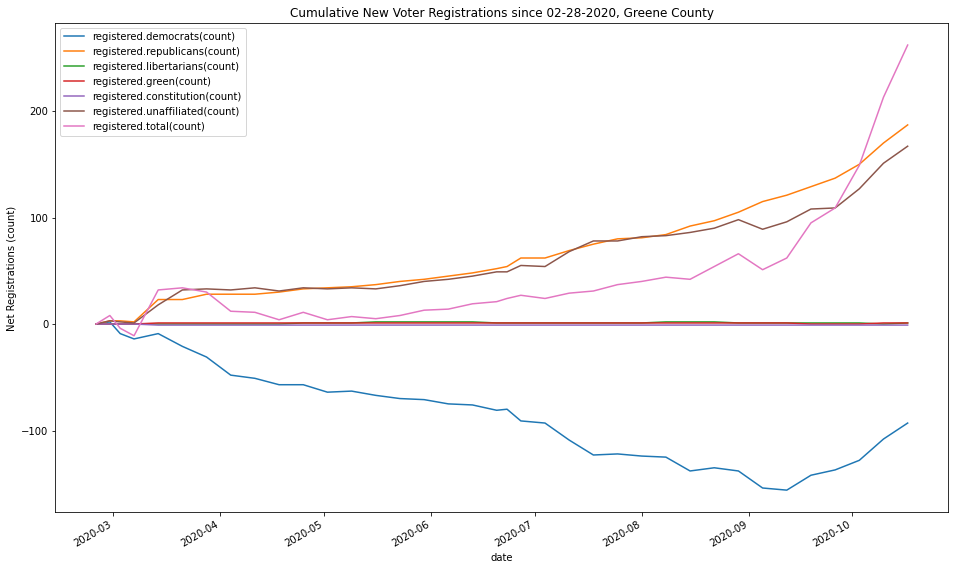 Cumulative New Voter Registrations since 02-28-2020, Greene County
registered.democrats(count)
registered.republicans(count)
registered.libertarians(count)
registered.green(count)
registered.constitution(count)
registered.unaffiliated(count)
registered.total(count)
Net Registrations (count)
200
100
0
−100
2020-03
2020-04
2020-05
2020-06
2020-07
2020-08
2020-09
2020-10
date